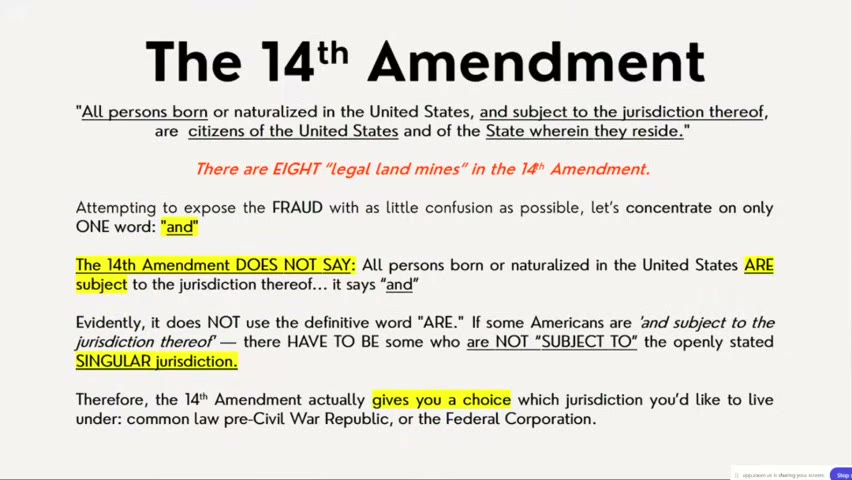 The 14th Amendment
"All persons born or naturalized in the United States, and subject to the jurisdiction thereof,
are citizens of the United States and of the State wherein they reside."
There are EIGHT “legal land mines” in the 14th Amendment.
Attempting to expose the FRAUD with as little confusion as possible, let’s concentrate on only
ONE word: "and"
The 14th Amendment DOES NOT SAY: All persons born or naturalized in the United States ARE
subject to the jurisdiction thereof... it says “and”
Evidently, it does NOT use the definitive word "ARE." If some Americans are 'and subject to the
jurisdiction thereof' — there HAVE TO BE some who are NOT “SUBJECT TO” the openly stated
SINGULAR jurisdiction.
Therefore, the 14th Amendment actually gives you a choice which jurisdiction you’d like to live
under: common law pre-Civil War Republic, or the Federal Corporation.
is sharing your screen.
Stop